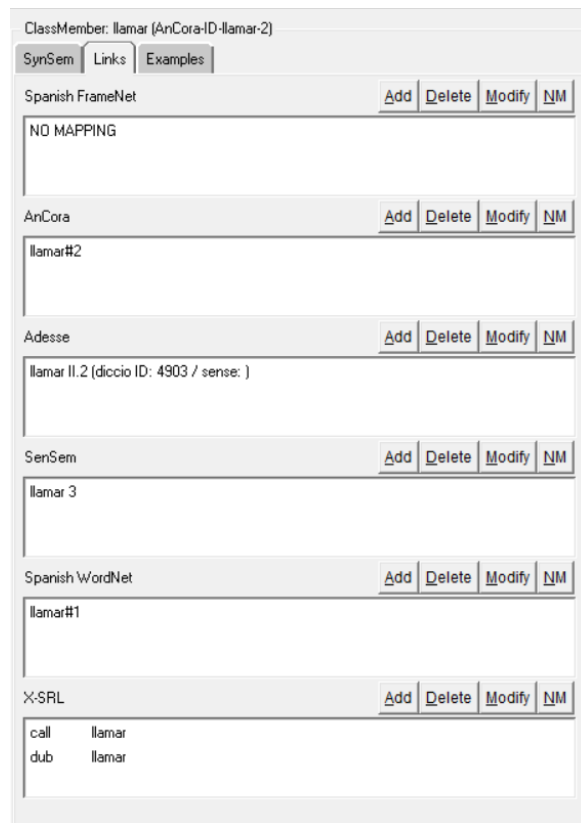 ClassMember: llamar (AnCora-ID-llamar-2)
SynSem Links Examples
Spanish FrameNet Add Delete Modify NM
NO MAPPING
AnCora Add Delete Modify NM
llamar#2
Adesse Add Delete Modify NM
llamar II.2 (diccio ID: 4903 / sense: )
SenSem Add Delete Modify NM
llamar 3
Spanish WordNet Add Delete Modify NM
llamar#1
X-SRL Add Delete Modify NM
call llamar
dub llamar